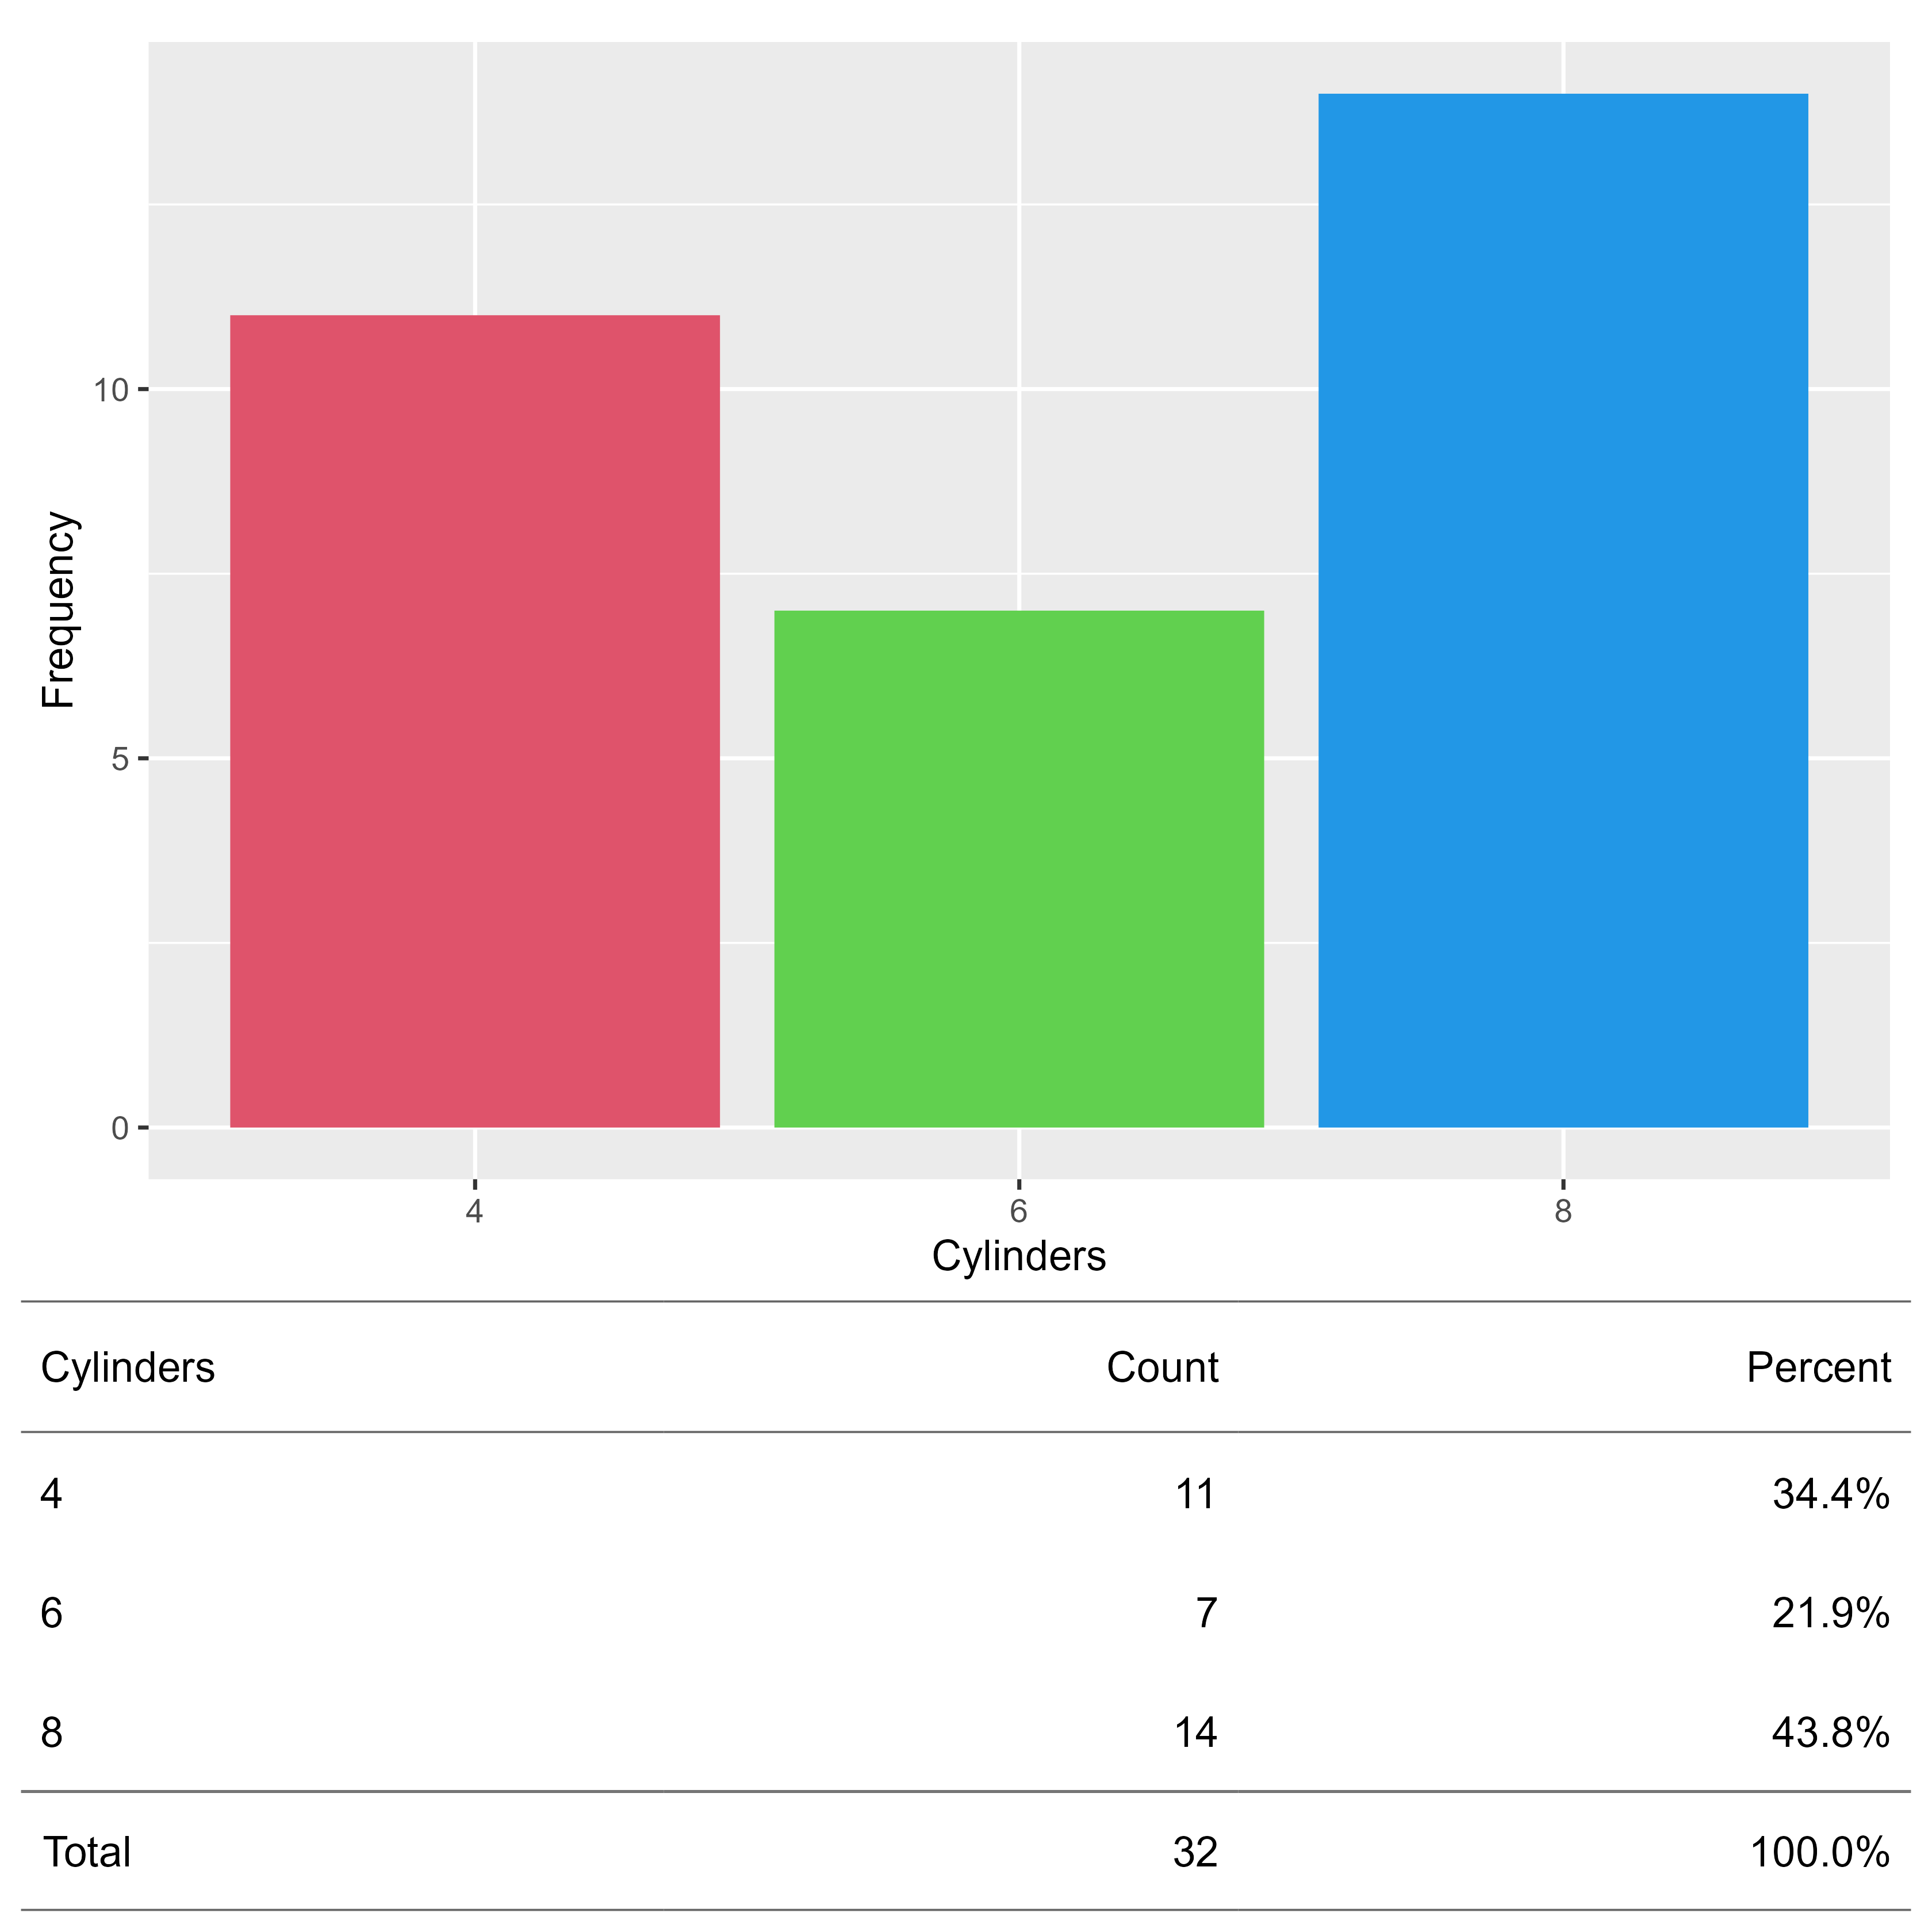 10
5
0
Frequency
4 6 8
Cylinders
Cylinders Count Percent
4 11 34.4%
6 7 21.9%
8 14 43.8%
Total 32 100.0%